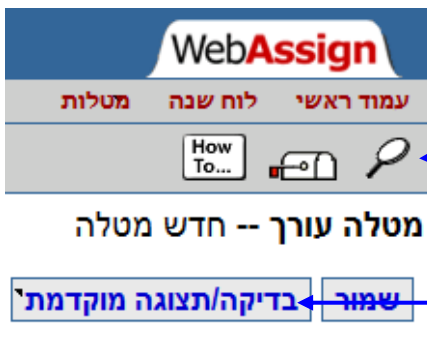 WebAssign
עמוד ראשי לוח שנה מטלות
How
To...
מטלה עורך -- חדש מטלה
שמור בדיקה/תצוגה מוקדמת